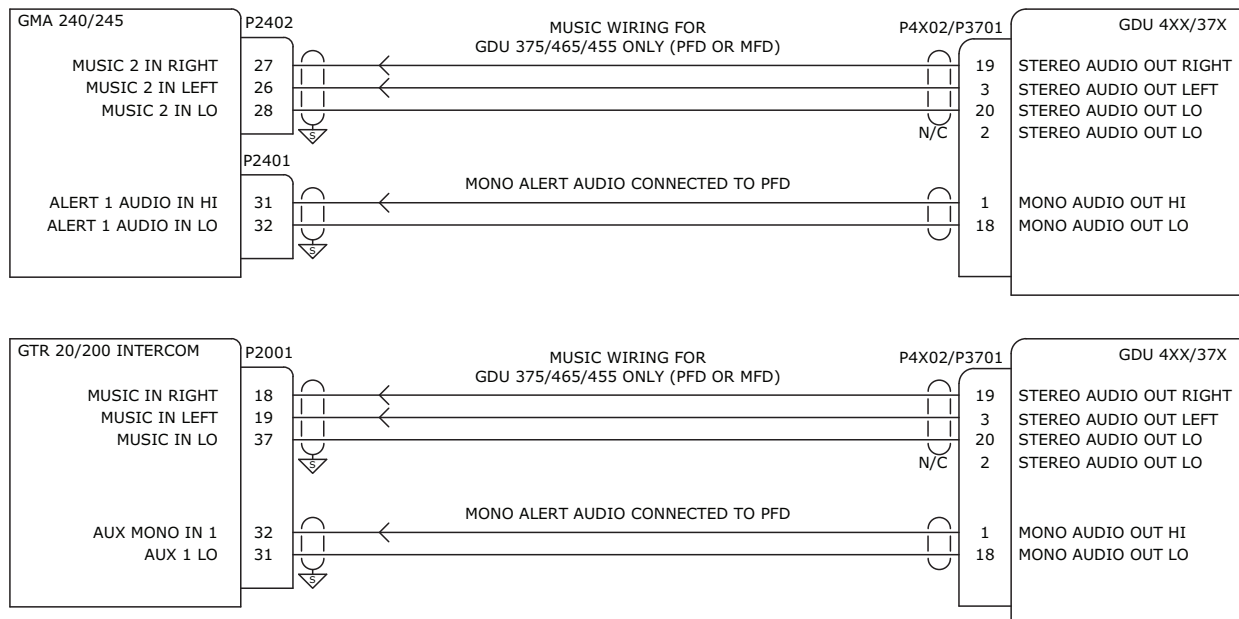 GMA 240/245
P2402
MUSIC WIRING FOR
GDU 375/465/455 ONLY (PFD OR MFD)
P4X02/P3701
GDU 4XX/37X
MUSIC 2 IN RIGHT 27 19 STEREO AUDIO OUT RIGHT
MUSIC 2 IN LEFT 26 3 STEREO AUDIO OUT LEFT
MUSIC 2 IN LO 28 20 STEREO AUDIO OUT LO
S N/C 2 STEREO AUDIO OUT LO
P2401
MONO ALERT AUDIO CONNECTED TO PFD
ALERT 1 AUDIO IN HI 31 1 MONO AUDIO OUT HI
ALERT 1 AUDIO IN LO 32 18 MONO AUDIO OUT LO
S
GTR 20/200 INTERCOM
P2001
MUSIC WIRING FOR
GDU 375/465/455 ONLY (PFD OR MFD)
P4X02/P3701
GDU 4XX/37X
MUSIC IN RIGHT 18 19 STEREO AUDIO OUT RIGHT
MUSIC IN LEFT 19 3 STEREO AUDIO OUT LEFT
MUSIC IN LO 37 20 STEREO AUDIO OUT LO
S N/C 2 STEREO AUDIO OUT LO
MONO ALERT AUDIO CONNECTED TO PFD
AUX MONO IN 1 32 1 MONO AUDIO OUT HI
AUX 1 LO 31 18 MONO AUDIO OUT LO
S